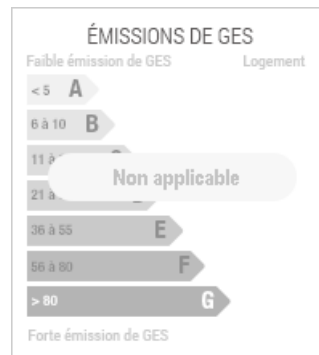 ÉMISSIONS DE GES
Faible émission de GES Logement
< 5 A
6 à 10 B
11 à
Non applicable
21 à
36 à 55 E
56 à 80 F
> 80 G
Forte émission de GES